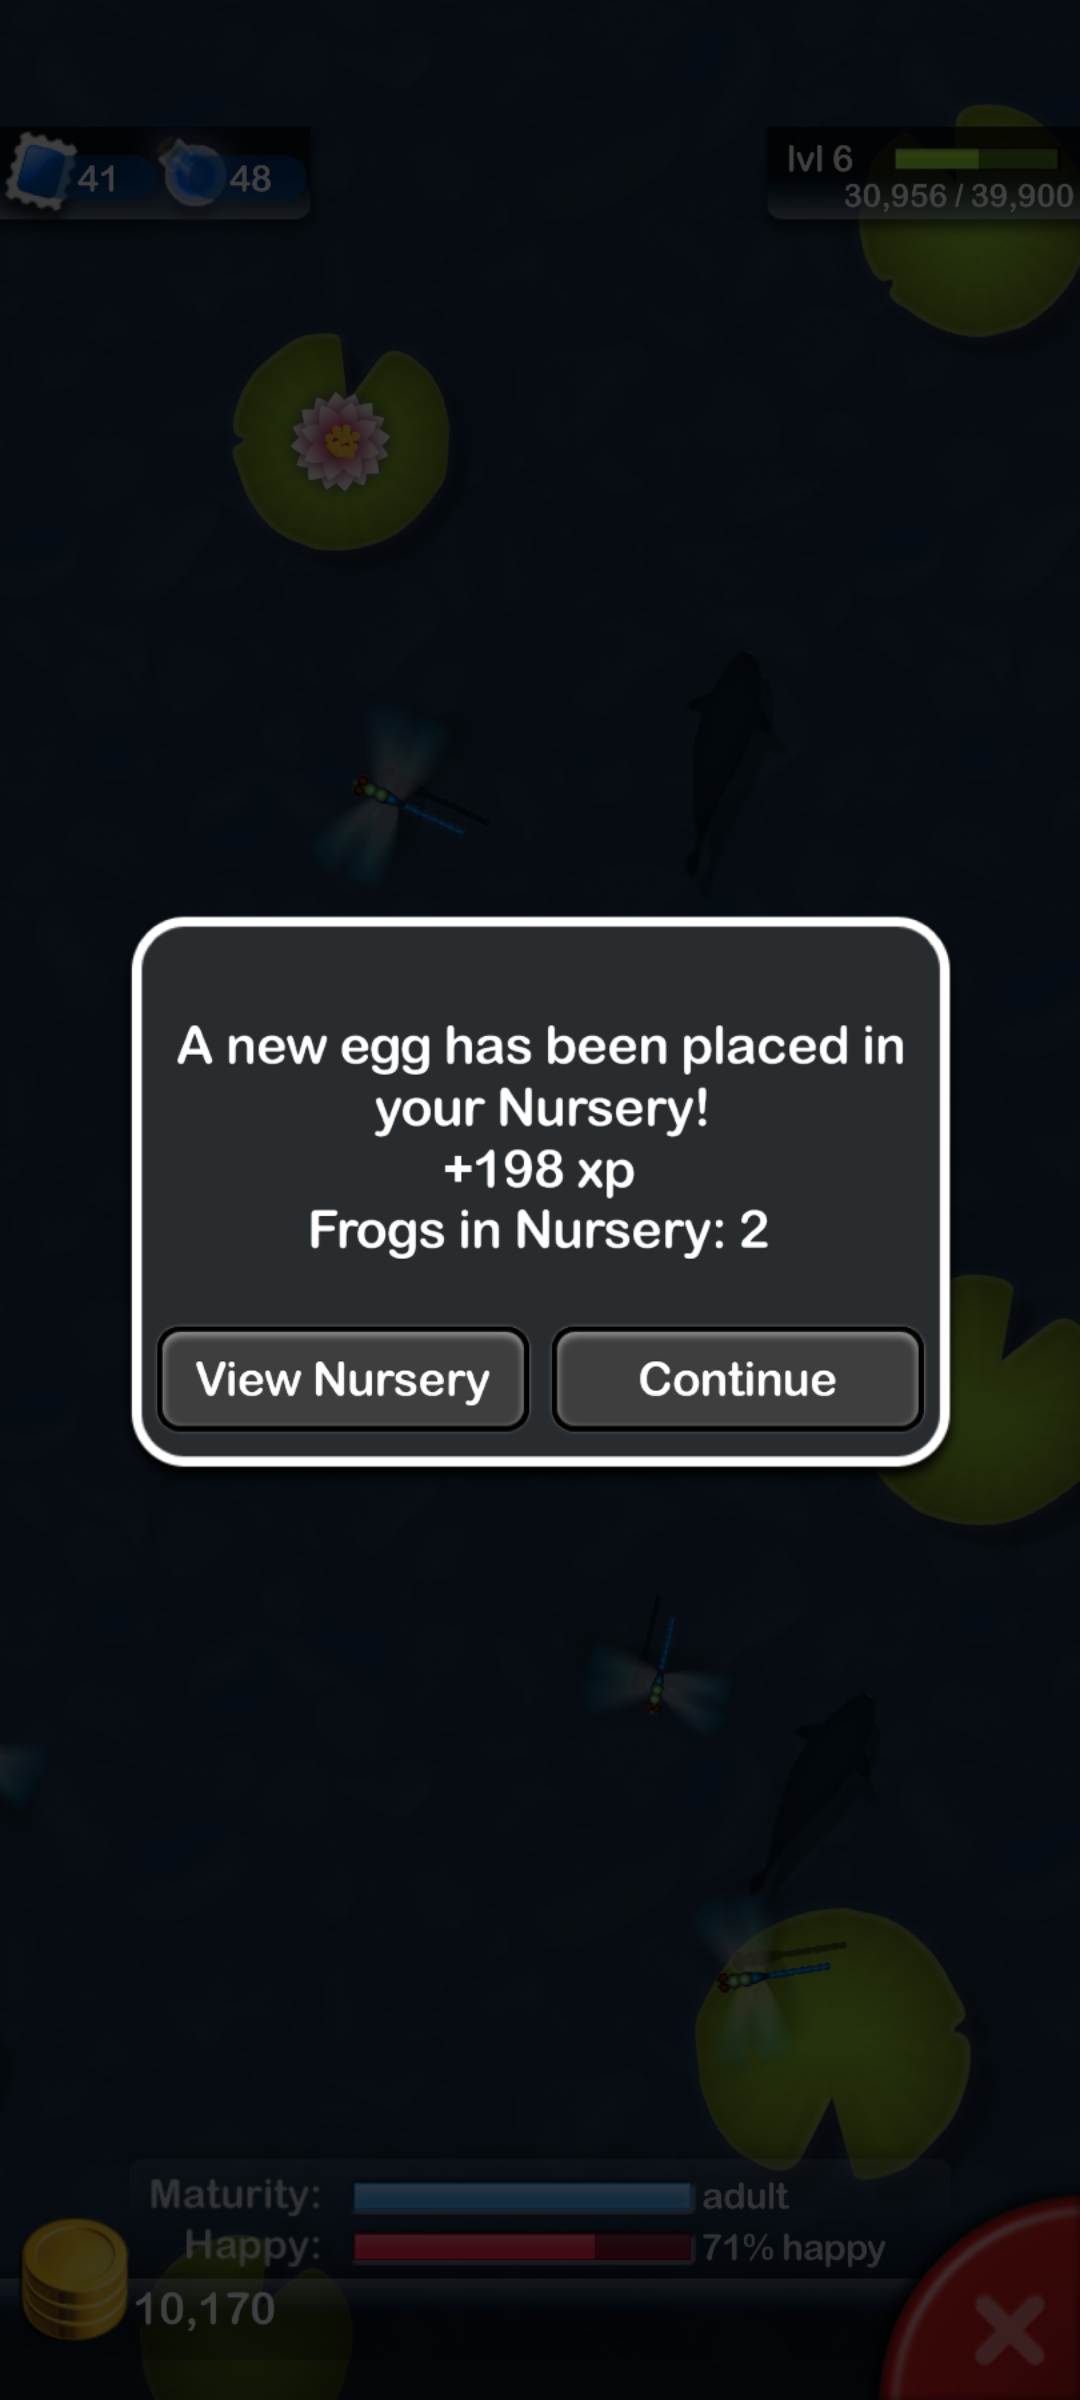 41
48
lvl 6
30,956 / 39,900
A new egg has been placed in
your Nursery!
+198 xp
Frogs in Nursery: 2
View Nursery
Continue
Maturity: adult
Happy: 71% happy
10,170